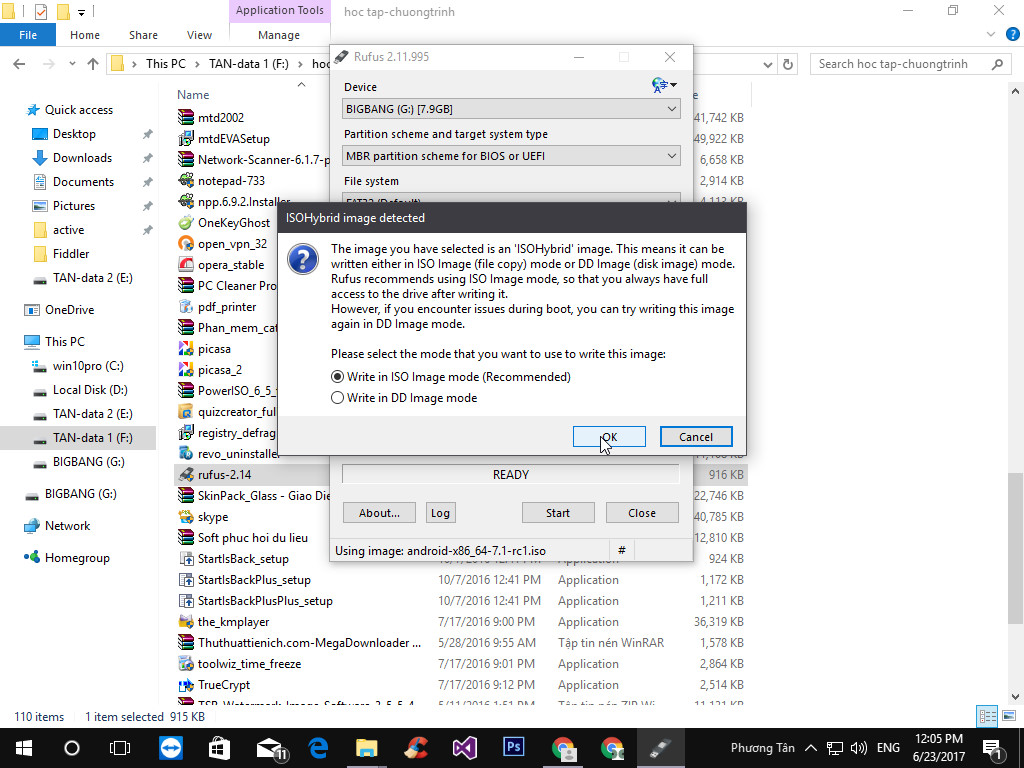 Application Tools
hoc tap-chuongtrinh
File
Home
Share
View
Manage
This PC
TAN-data 1 (F:)
Search hoc tap-chuongtrinh
Quick access
Desktop
Downloads
Documents
Pictures
active
Fiddler
TAN-data 2 (E:)
OneDrive
This PC
win10pro (C:)
Local Disk (D:)
TAN-data 2 (E:)
TAN-data 1 (F:)
BIGBANG (G:)
BIGBANG (G:)
Network
Homegroup
Name
mtd2002
41,742 KB
mtdEVASetup
49,922 KB
Network-Scanner-6.1.7-p
6,658 KB
notepad-733
2,914 KB
npp.6.9.2.Installer
4,113 KB
OneKeyGhost
open_vpn_32
opera_stable
PC Cleaner Pro
pdf_printer
Phan_mem_cat
picasa
picasa_2
PowerISO_6_5_
quizcreator_full
registry_defrag
revo_uninstaller
rufus-2.14
916 KB
SkinPack_Glass - Giao Die
22,746 KB
skype
40,785 KB
Soft phuc hoi du lieu
12,810 KB
StartIsBack_setup
Application
924 KB
StartIsBackPlus_setup
10/7/2016 12:41 PM
Application
1,172 KB
StartIsBackPlusPlus_setup
10/7/2016 12:41 PM
Application
1,211 KB
the_kmplayer
7/17/2016 9:00 PM
Application
36,319 KB
Thuthuattienich.com-MegaDownloader ...
5/28/2016 9:55 AM
Tập tin nén WinRAR
1,578 KB
toolwiz_time_freeze
7/17/2016 9:01 PM
Application
2,864 KB
TrueCrypt
7/17/2016 9:12 PM
Application
2,514 KB
Rufus 2.11.995
Device
BIGBANG (G:) [7.9GB]
Partition scheme and target system type
MBR partition scheme for BIOS or UEFI
File system
FAT32 (Default)
ISOHybrid image detected
The image you have selected is an 'ISOHybrid' image. This means it can be
written either in ISO Image (file copy) mode or DD Image (disk image) mode.
Rufus recommends using ISO Image mode, so that you always have full
access to the drive after writing it.
However, if you encounter issues during boot, you can try writing this image
again in DD Image mode.
Please select the mode that you want to use to write this image:
Write in ISO Image mode (Recommended)
Write in DD Image mode
OK
Cancel
READY
About...
Log
Start
Close
Using image: android-x86_64-7.1-rc1.iso
#
110 items
1 item selected 915 KB
11
Ps
Phương Tân
ENG
12:05 PM
6/23/2017
1